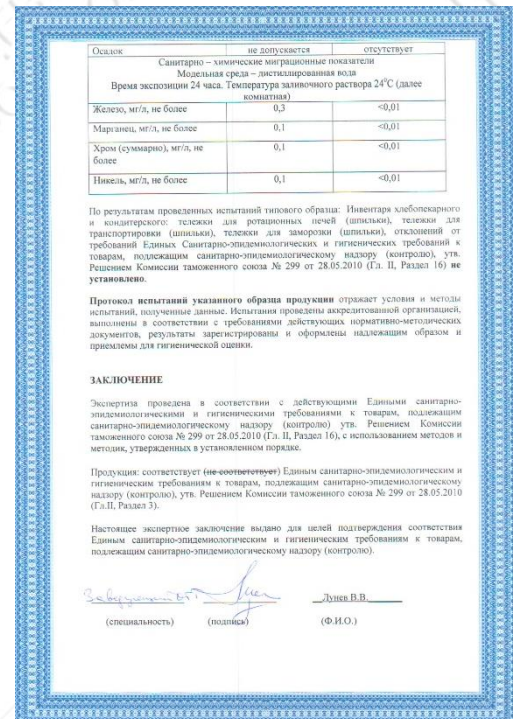 Осадок не допускается отсутствует
Санитарно – химические миграционные показатели
Модельная среда – дистиллированная вода
Время экспозиции 24 часа. Температура заливочного раствора 24⁰С (далее
комнатная)
Железо, мг/л, не более 0,3 <0,01
Марганец, мг/л, не более 0,1 <0,01
Хром (суммарно), мг/л, не
более 0,1 <0,01
Никель, мг/л, не более 0,1 <0,01
По результатам проведенных испытаний типового образца: Инвентаря хлебопекарного
и кондитерского: тележки для ротационных печей (шпильки), тележки для
транспортировки (шпильки), тележки для заморозки (шпильки), отклонений от
требований Единых Санитарно-эпидемиологических и гигиенических требований к
товарам, подлежащим санитарно-эпидемиологическому надзору (контролю), утв.
Решением Комиссии таможенного союза № 299 от 28.05.2010 (Гл. II, Раздел 16) не
установлено.
Протокол испытаний указанного образца продукции отражает условия и методы
испытаний, полученные данные. Испытания проведены аккредитованной организацией,
выполнены в соответствии с требованиями действующих нормативно-методических
документов, результаты зарегистрированы и оформлены надлежащим образом и
приемлемы для гигиенической оценки.
ЗАКЛЮЧЕНИЕ
Экспертиза проведена в соответствии с действующими Едиными санитарно-
эпидемиологическими и гигиеническими требованиями к товарам, подлежащим
санитарно-эпидемиологическому надзору (контролю) утв. Решением Комиссии
таможенного союза № 299 от 28.05.2010 (Гл. II, Раздел 16), с использованием методов и
методик, утвержденных в установленном порядке.
Продукция: соответствует (не соответствует) Единым санитарно-эпидемиологическим и
гигиеническим требованиям к товарам, подлежащим санитарно-эпидемиологическому
надзору (контролю), утв. Решением Комиссии таможенного союза № 299 от 28.05.2010
(Гл.II, Раздел 3).
Настоящее экспертное заключение выдано для целей подтверждения соответствия
Единым санитарно-эпидемиологическим и гигиеническим требованиям к товарам,
подлежащим санитарно-эпидемиологическому надзору (контролю).
Заведующий Лунев В.В.
(специальность) (подпись) (Ф.И.О.)